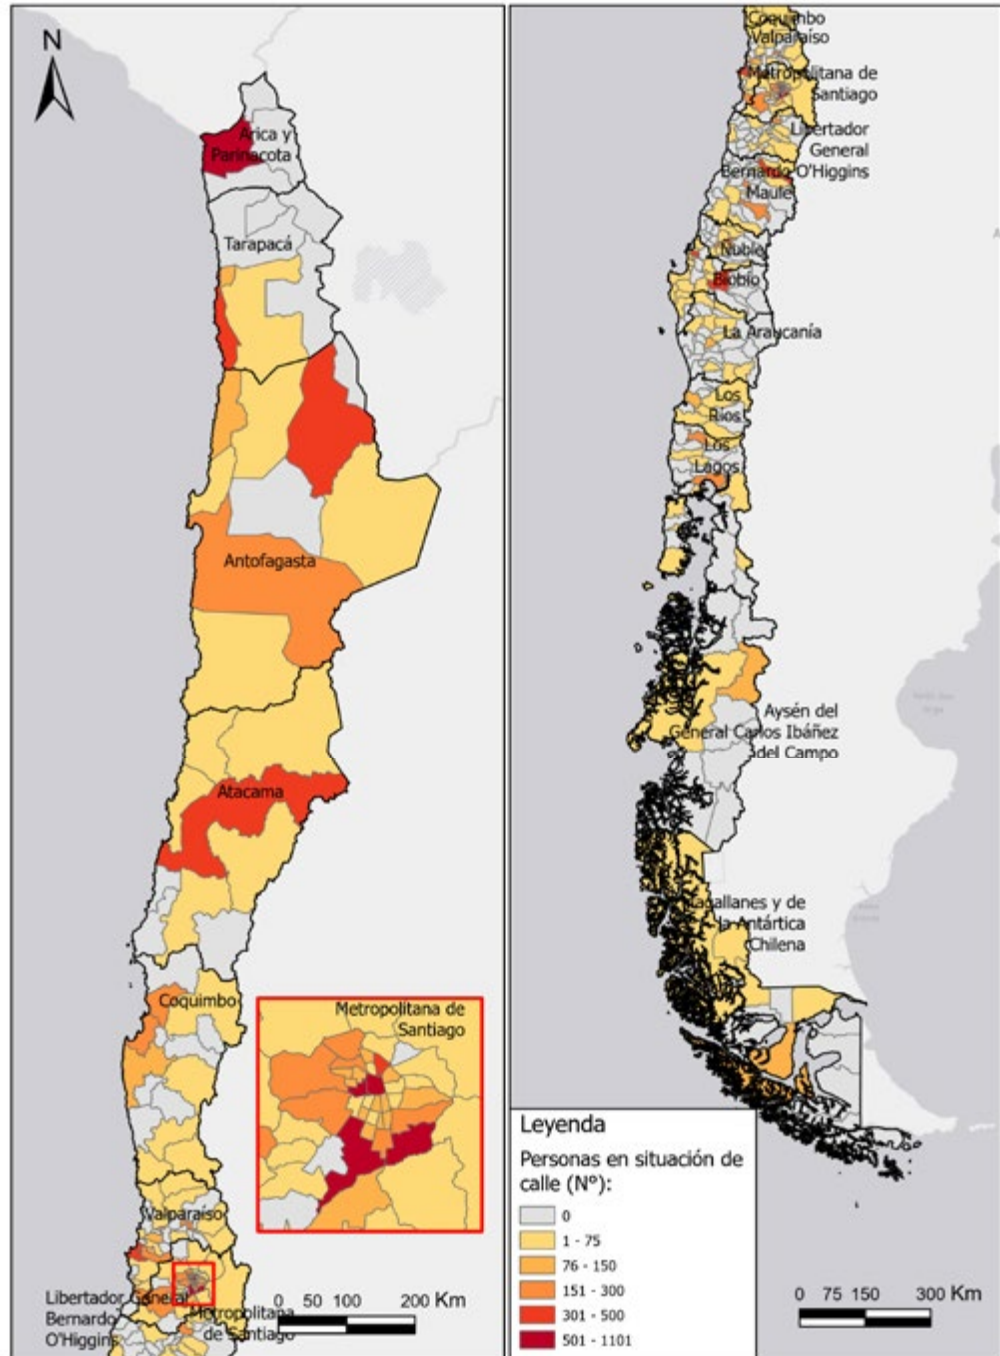 N
Arica y
Parinacota
Tarapacá
Antofagasta
Atacama
Coquimbo
Metropolitana de
Santiago
Valparaíso
Libertador General
Bernardo
O'Higgins
Metropolitana
de Santiago
0 50 100 200 Km
Coquimbo
Valparaíso
Metropolitana de
Santiago
Libertador
General
Bernardo O'Higgins
Maule
Ñuble
Biobío
La Araucanía
Los
Ríos
Los
Lagos
Aysén del
General Carlos Ibáñez
del Campo
Magallanes y de
la Antártica
Chilena
Leyenda
Personas en situación de
calle (N°):
0
1 - 75
76 - 150
151 - 300
301 - 500
501 - 1101
0 75 150 300 Km